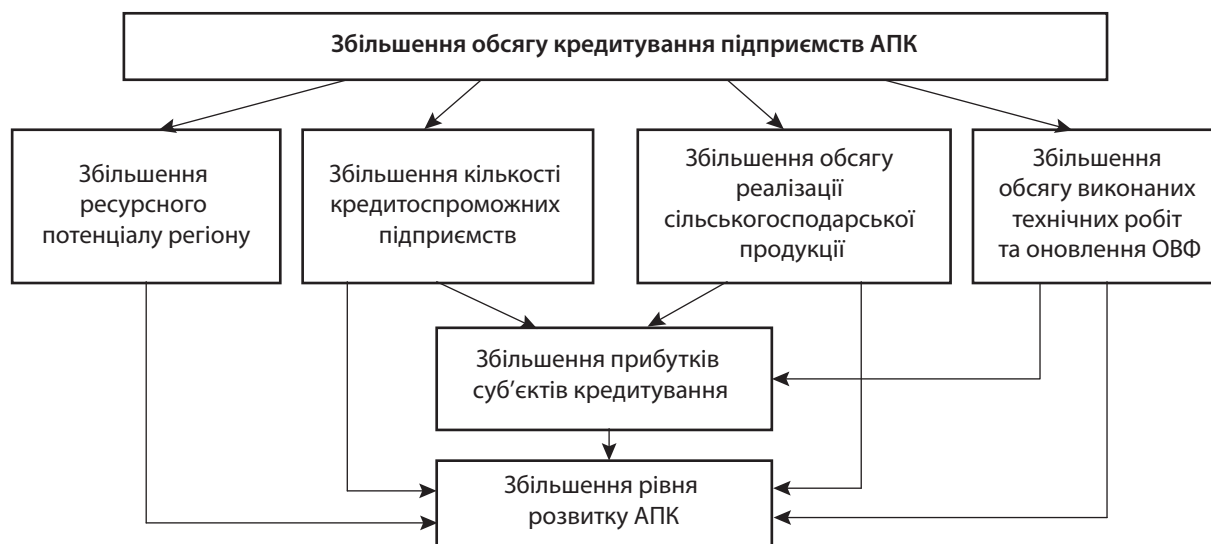 Збільшення обсягу кредитування підприємств АПК
Збільшення
ресурсного
потенціалу регіону
Збільшення кількості
кредитоспроможних
підприємств
Збільшення обсягу
реалізації
сільськогосподарської
продукції
Збільшення
обсягу виконаних
технічних робіт
та оновлення ОВФ
Збільшення прибутків
суб’єктів кредитування
Збільшення рівня
розвитку АПК